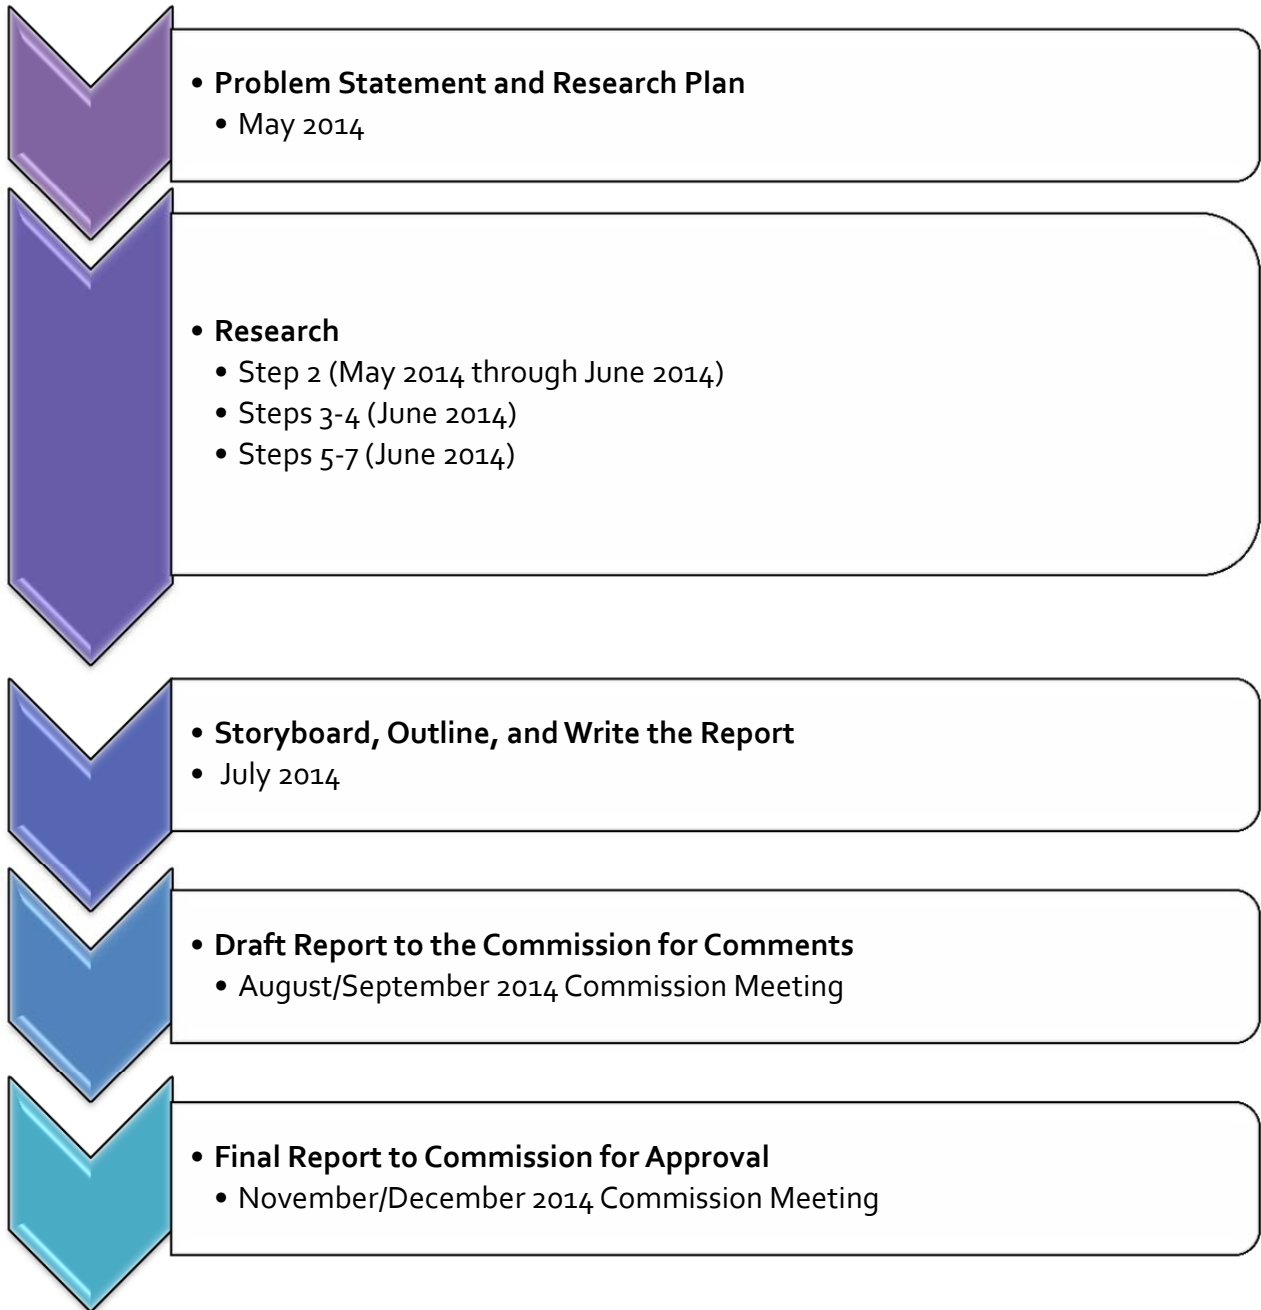 • Problem Statement and Research Plan
• May 2014
• Research
• Step 2 (May 2014 through June 2014)
• Steps 3-4 (June 2014)
• Steps 5-7 (June 2014)
• Storyboard, Outline, and Write the Report
• July 2014
• Draft Report to the Commission for Comments
• August/September 2014 Commission Meeting
• Final Report to Commission for Approval
• November/December 2014 Commission Meeting